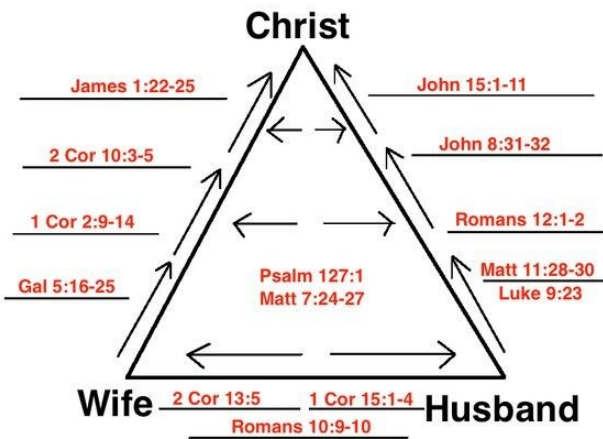 Christ
James 1:22-25
John 15:1-11
2 Cor 10:3-5
John 8:31-32
1 Cor 2:9-14
Romans 12:1-2
Gal 5:16-25
Psalm 127:1
Matt 7:24-27
Matt 11:28-30
Luke 9:23
Wife
2 Cor 13:5
1 Cor 15:1-4
Husband
Romans 10:9-10